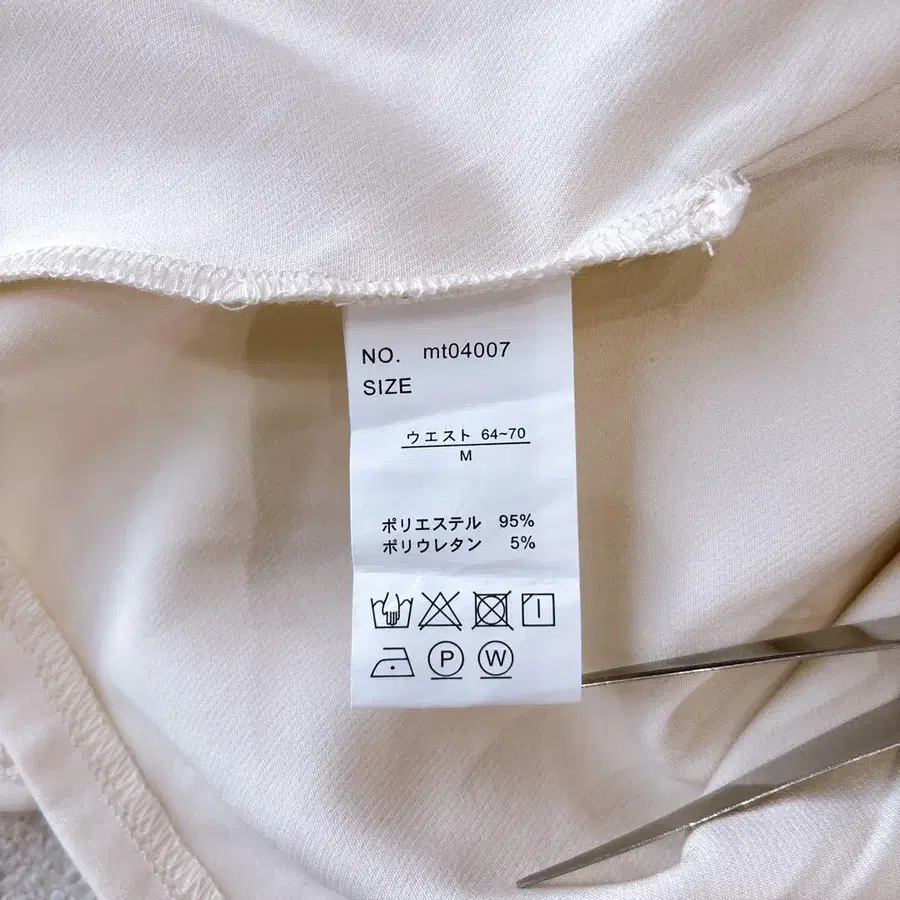 NO. mt04007
SIZE
ウエスト 64~70
M
ポリエステル 95%
ポリウレタン 5%
P W